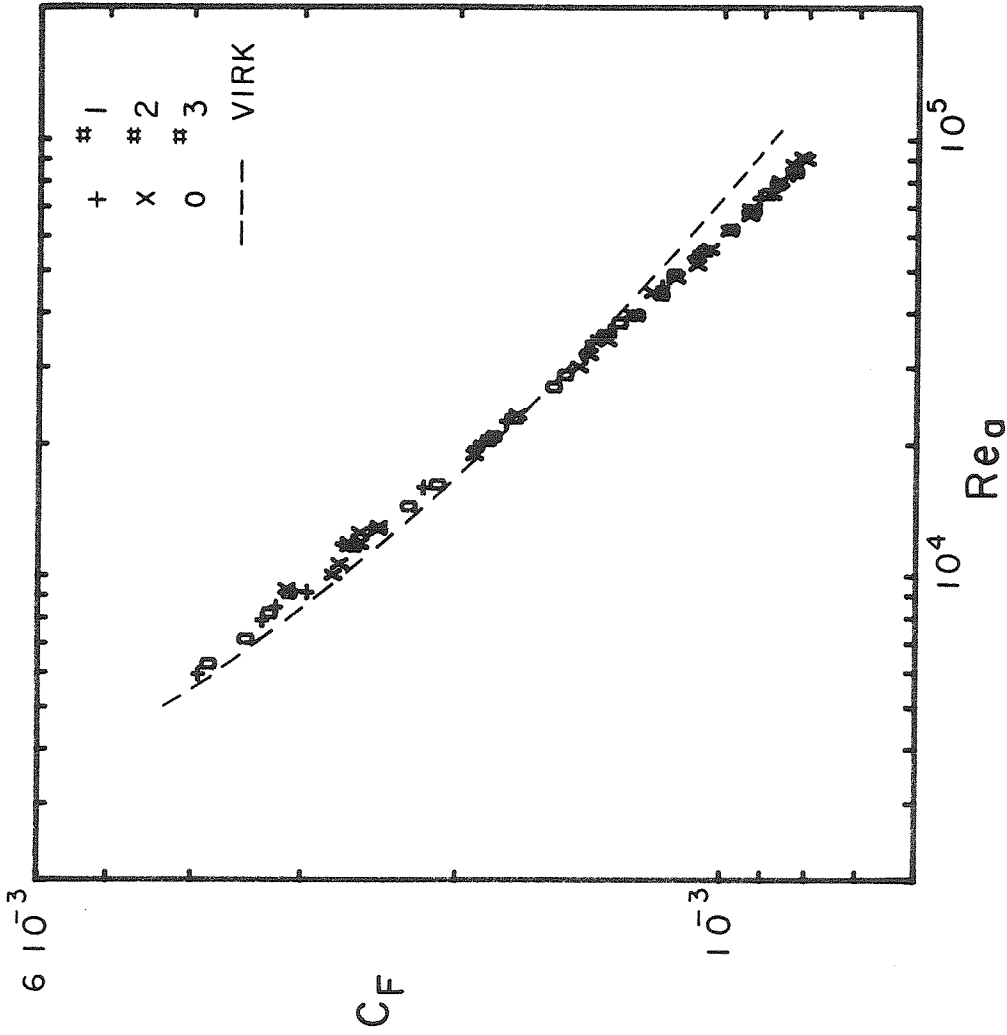 + # 1
x # 2
o # 3
--- VIRK
6 10⁻³
C_F
10⁻³
10⁴
10⁵
Re_a